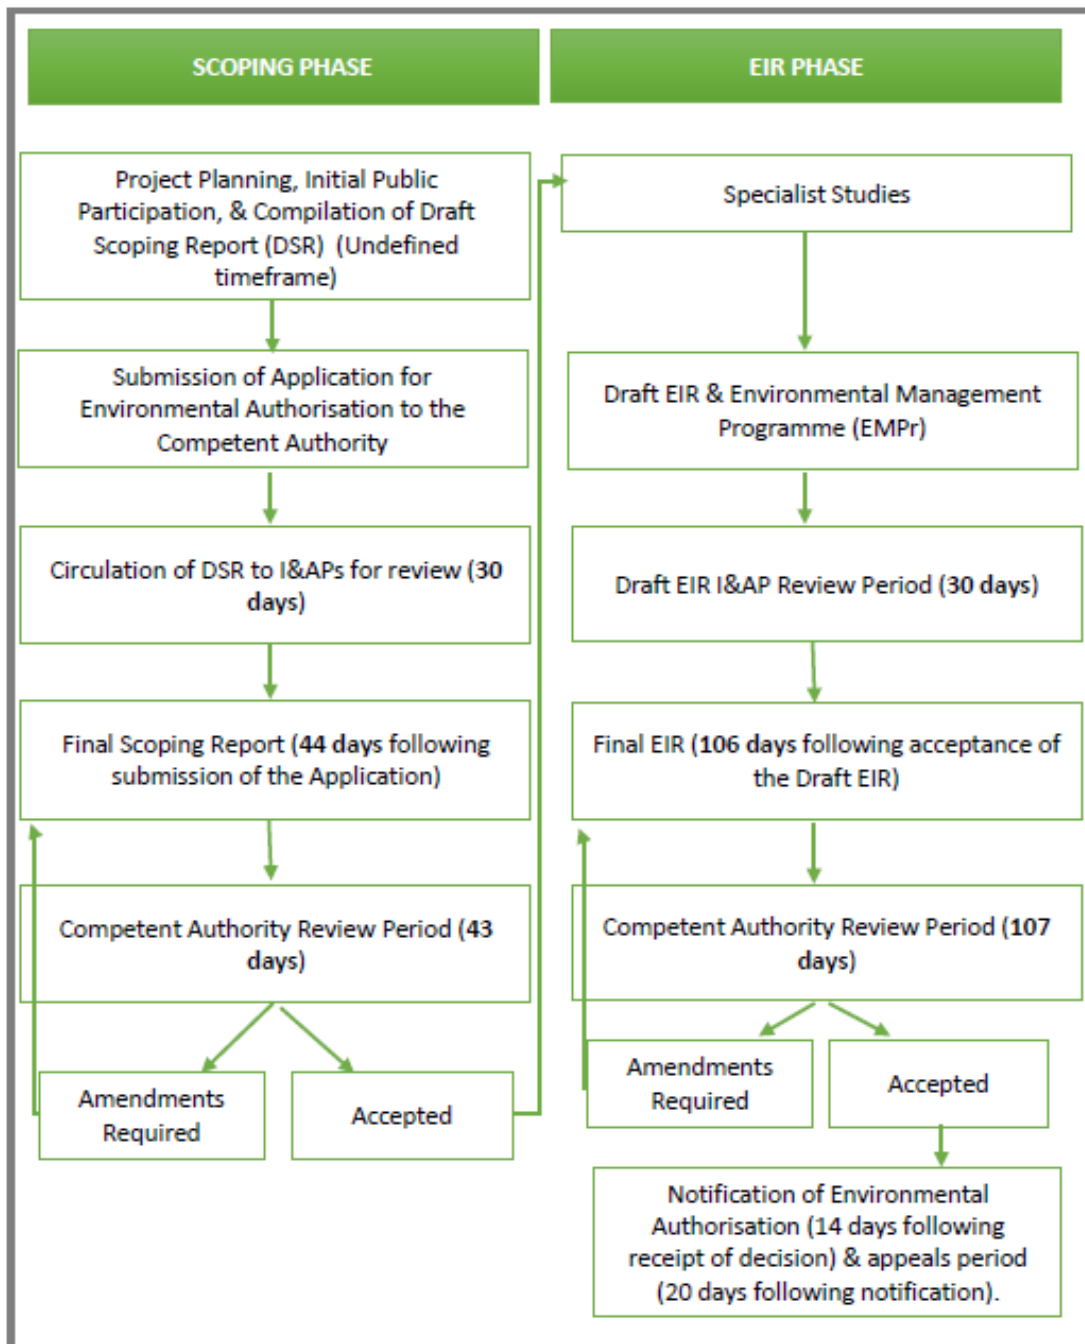 SCOPING PHASE
Project Planning, Initial Public
Participation, & Compilation of Draft
Scoping Report (DSR) (Undefined
timeframe)
Submission of Application for
Environmental Authorisation to the
Competent Authority
Circulation of DSR to I&APs for review (30
days)
Final Scoping Report (44 days following
submission of the Application)
Competent Authority Review Period (43
days)
Amendments
Required
Accepted
EIR PHASE
Specialist Studies
Draft EIR & Environmental Management
Programme (EMPr)
Draft EIR I&AP Review Period (30 days)
Final EIR (106 days following acceptance of
the Draft EIR)
Competent Authority Review Period (107
days)
Amendments
Required
Accepted
Notification of Environmental
Authorisation (14 days following
receipt of decision) & appeals period
(20 days following notification).